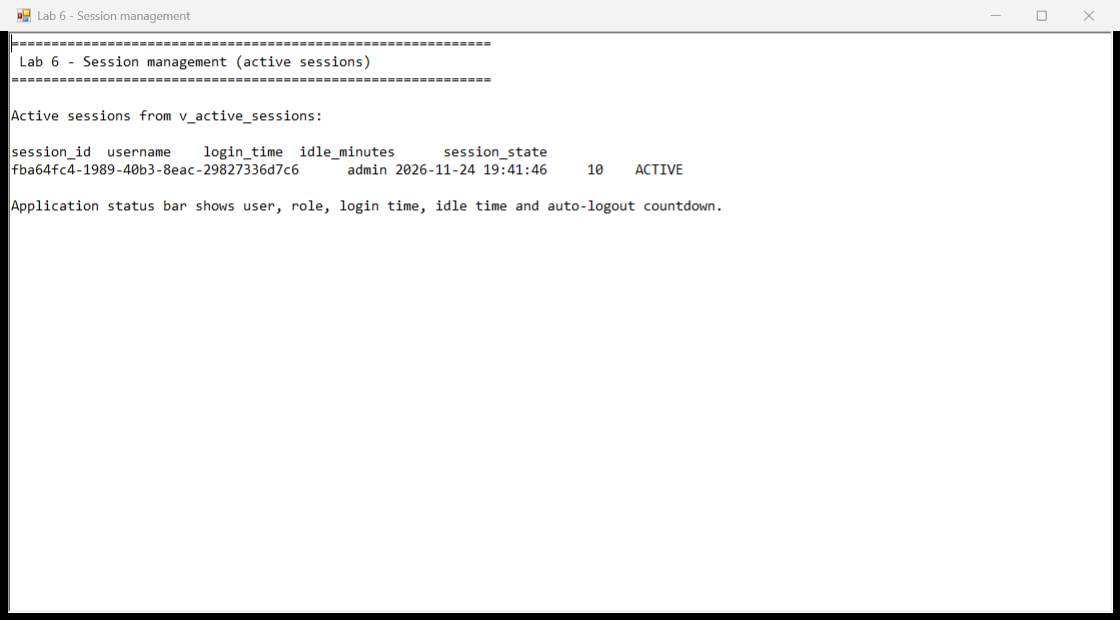 Lab 6 - Session management
============================================================
 Lab 6 - Session management (active sessions)
============================================================
Active sessions from v_active_sessions:
session_id  username    login_time  idle_minutes      session_state
fba64fc4-1989-40b3-8eac-29827336d7c6      admin 2026-11-24 19:41:46     10    ACTIVE
Application status bar shows user, role, login time, idle time and auto-logout countdown.